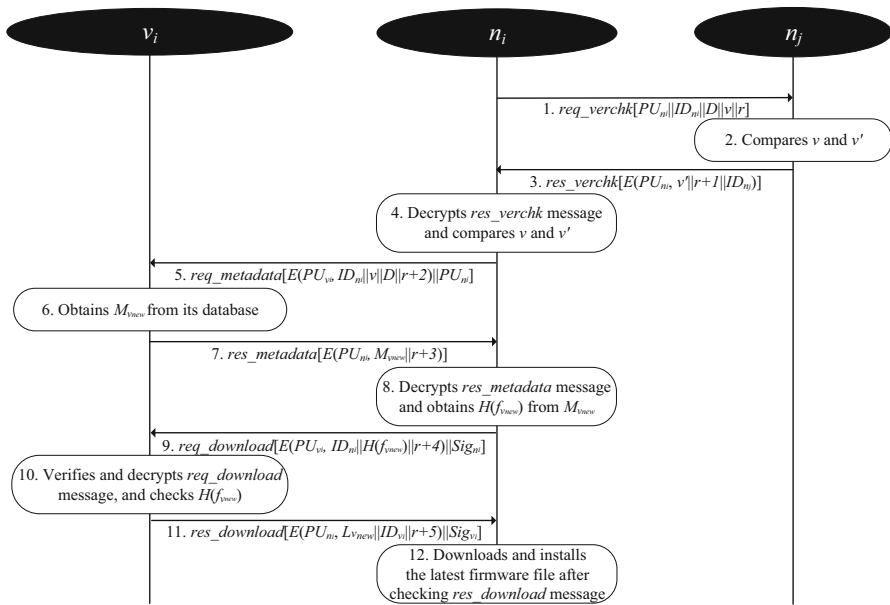 v_i n_i n_j
1. req_verchk[PU_ni||ID_ni||D||v||r]
2. Compares v and v'
3. res_verchk[E(PU_ni, v'||r+1||ID_nj)]
4. Decrypts res_verchk message
and compares v and v'
5. req_metadata[E(PU_vi, ID_ni||v||D||r+2)||PU_ni]
6. Obtains M_vnew from its database
7. res_metadata[E(PU_ni, M_vnew||r+3)]
8. Decrypts res_metadata message
and obtains H(f_vnew) from M_vnew
9. req_download[E(PU_vi, ID_ni||H(f_vnew)||r+4)||Sig_ni]
10. Verifies and decrypts req_download
message, and checks H(f_vnew)
11. res_download[E(PU_ni, L_vnew||ID_vi||r+5)||Sig_vi]
12. Downloads and installs
the latest firmware file after
checking res_download message